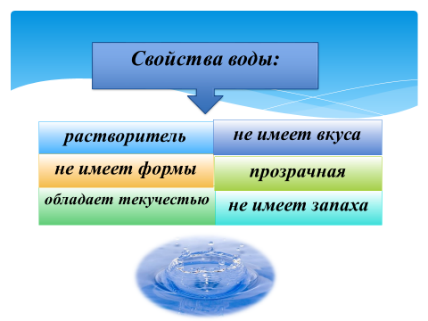 Свойства воды:
растворитель
не имеет вкуса
не имеет формы
прозрачная
обладает текучестью
не имеет запаха